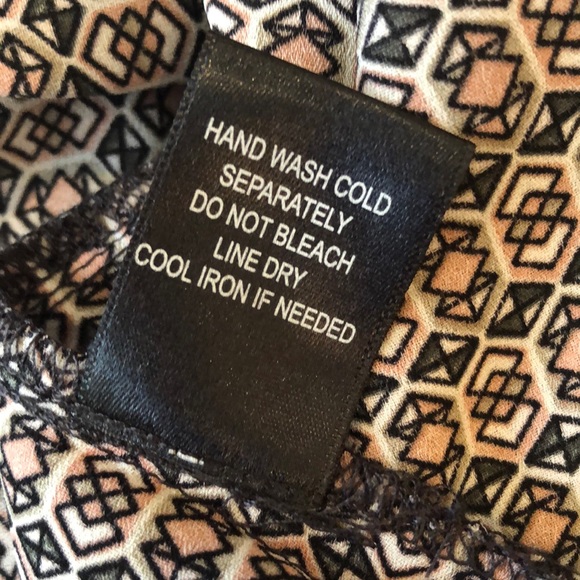 HAND WASH COLD
SEPARATELY
DO NOT BLEACH
LINE DRY
COOL IRON IF NEEDED